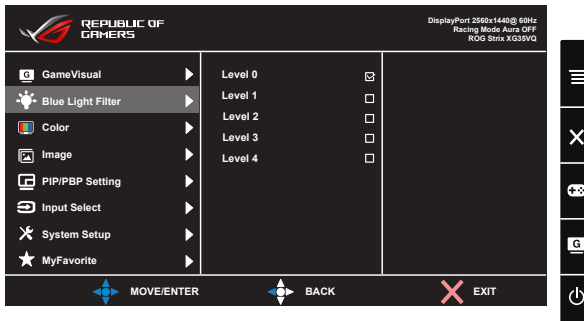 REPUBLIC OF
GAMERS
DisplayPort 2560x1440@ 60Hz
Racing Mode Aura OFF
ROG Strix XG35VQ
G GameVisual
Blue Light Filter
Color
Image
PIP/PBP Setting
Input Select
System Setup
MyFavorite
Level 0
Level 1
Level 2
Level 3
Level 4
MOVE/ENTER
BACK
EXIT
G